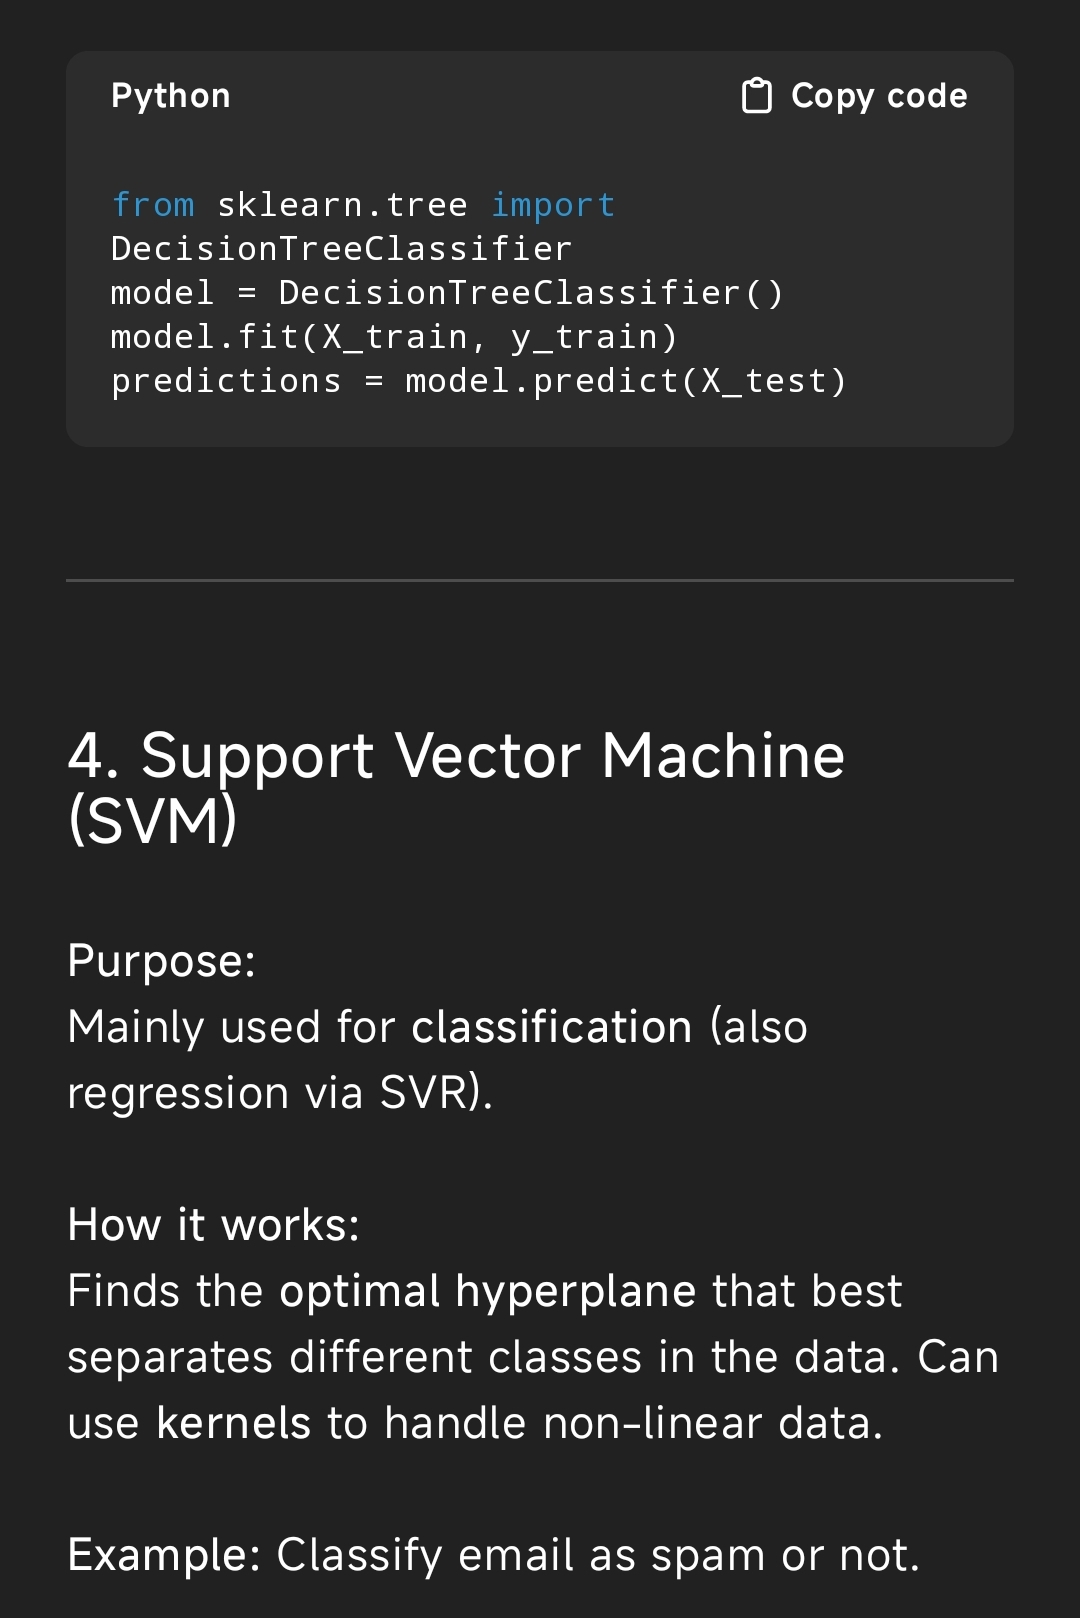 Python
Copy code
from sklearn.tree import
DecisionTreeClassifier
model = DecisionTreeClassifier()
model.fit(X_train, y_train)
predictions = model.predict(X_test)
4. Support Vector Machine
(SVM)
Purpose:
Mainly used for classification (also
regression via SVR).
How it works:
Finds the optimal hyperplane that best
separates different classes in the data. Can
use kernels to handle non-linear data.
Example: Classify email as spam or not.